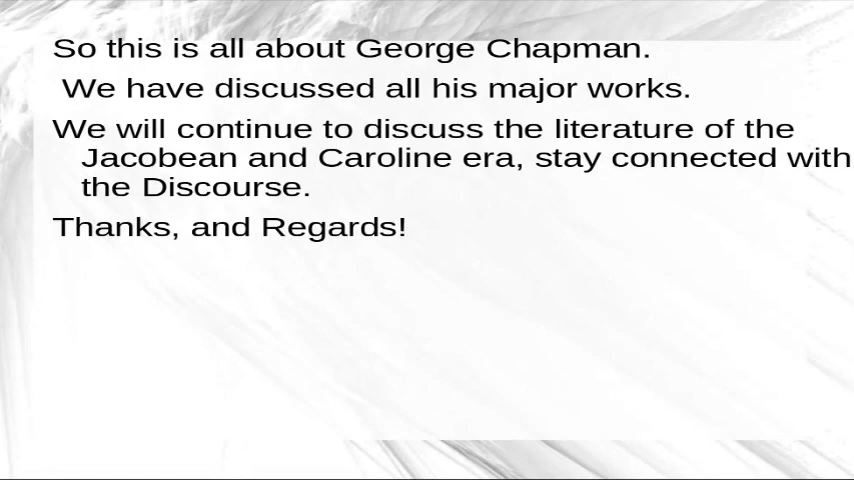 So this is all about George Chapman.
We have discussed all his major works.
We will continue to discuss the literature of the
Jacobean and Caroline era, stay connected with
the Discourse.
Thanks, and Regards!